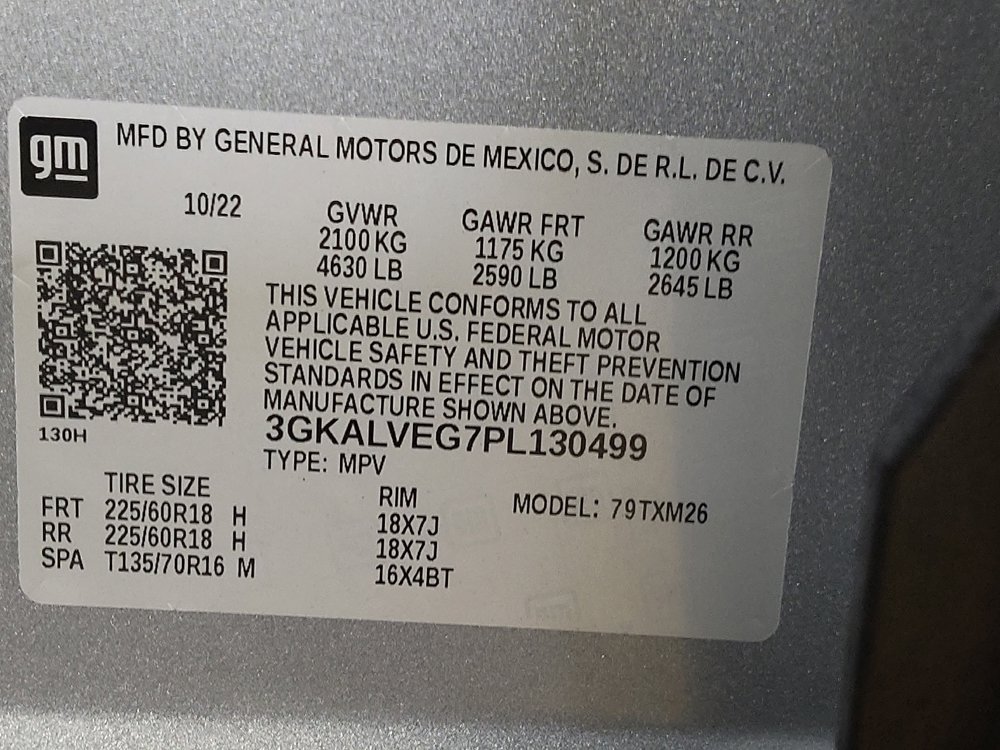 gm
MFD BY GENERAL MOTORS DE MEXICO, S. DE R.L. DE C.V.
10/22
GVWR GAWR FRT GAWR RR
2100 KG 1175 KG 1200 KG
4630 LB 2590 LB 2645 LB
THIS VEHICLE CONFORMS TO ALL
APPLICABLE U.S. FEDERAL MOTOR
VEHICLE SAFETY AND THEFT PREVENTION
STANDARDS IN EFFECT ON THE DATE OF
MANUFACTURE SHOWN ABOVE.
130H
3GKALVEG7PL130499
TYPE: MPV
TIRE SIZE RIM MODEL: 79TXM26
FRT 225/60R18 H 18X7J
RR 225/60R18 H 18X7J
SPA T135/70R16 M 16X4BT